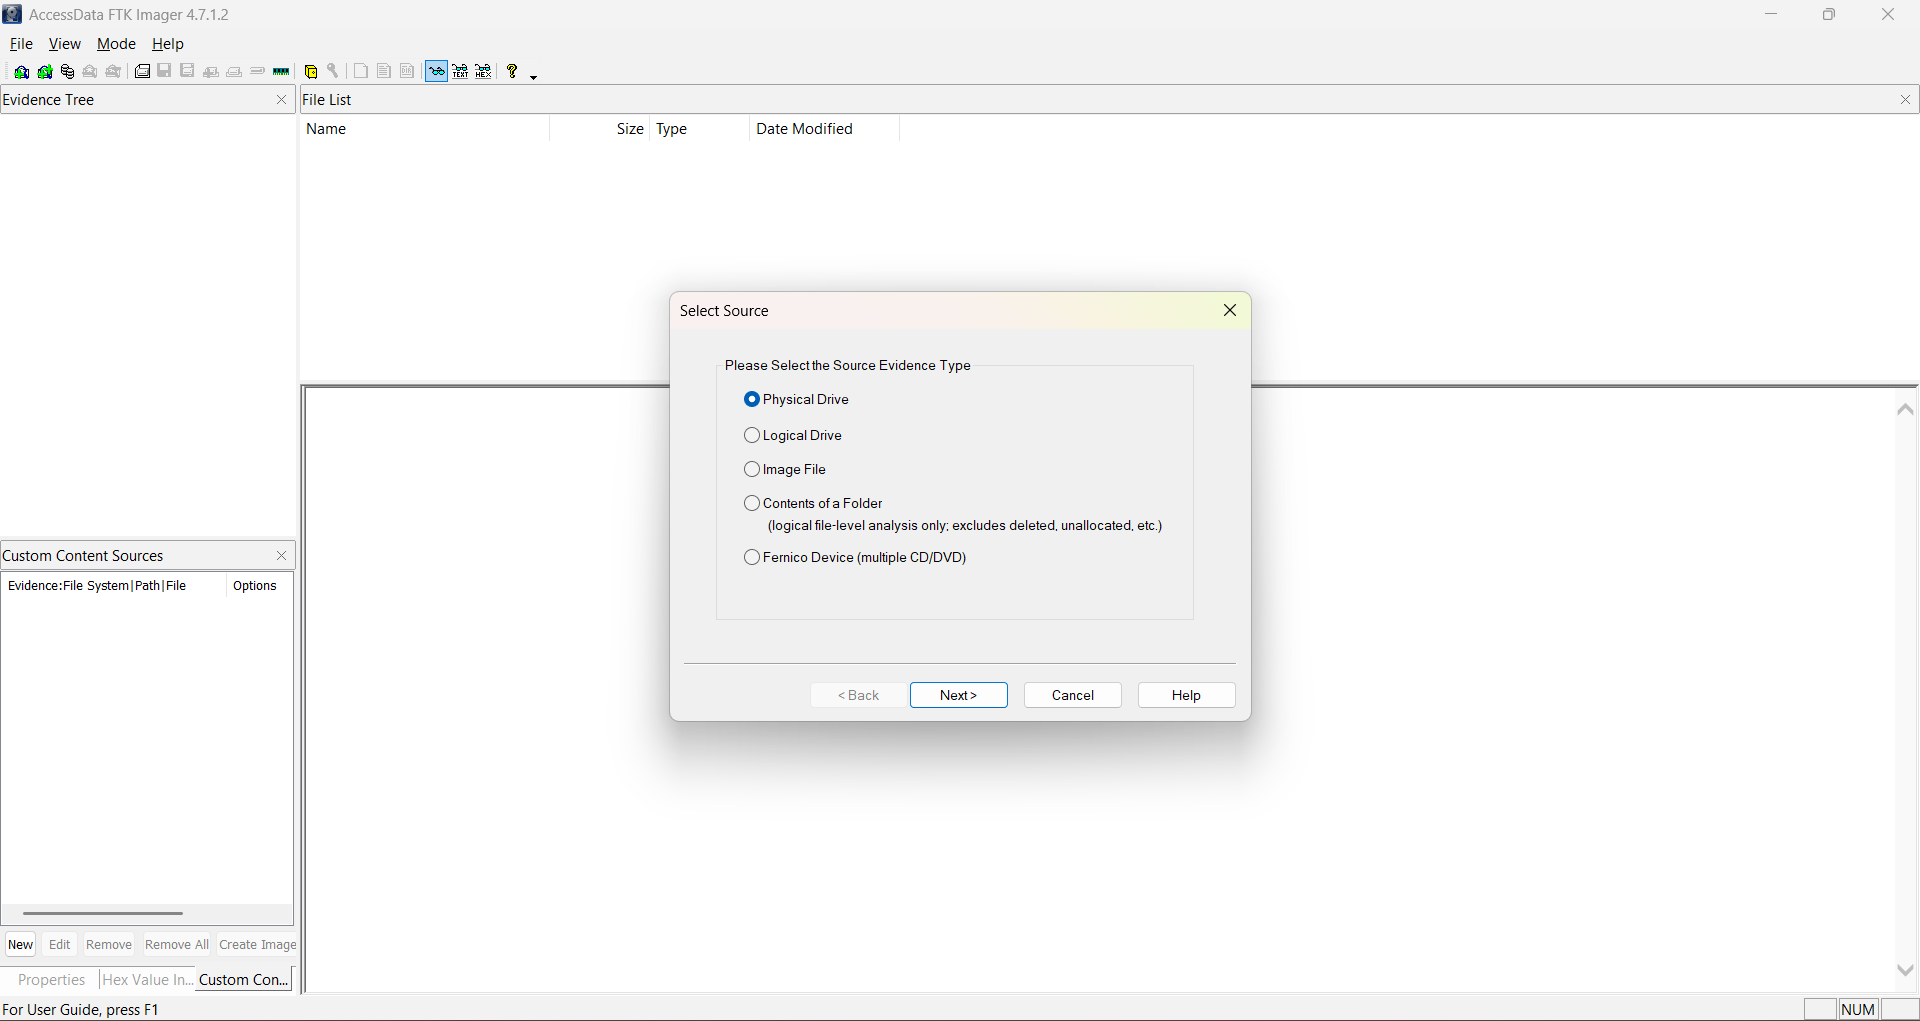 AccessData FTK Imager 4.7.1.2
File View Mode Help
Evidence Tree
File List
Name Size Type Date Modified
Select Source
Please Select the Source Evidence Type
Physical Drive
Logical Drive
Image File
Contents of a Folder
(logical file-level analysis only; excludes deleted, unallocated, etc.)
Fernico Device (multiple CD/DVD)
< Back Next > Cancel Help
Custom Content Sources
Evidence:File System|Path|File Options
New Edit Remove Remove All Create Image
Properties Hex Value In... Custom Con...
For User Guide, press F1
NUM